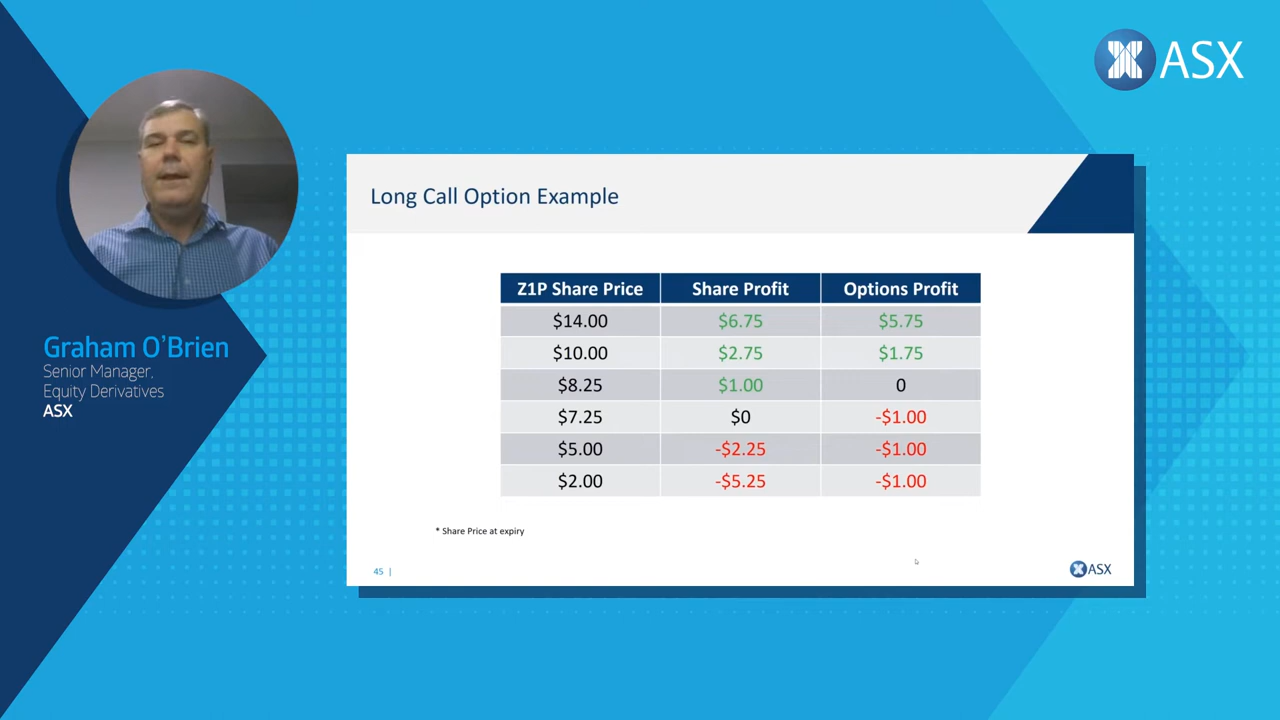 ASX
Graham O’Brien
Senior Manager,
Equity Derivatives
ASX
Long Call Option Example
Z1P Share Price Share Profit Options Profit
$14.00 $6.75 $5.75
$10.00 $2.75 $1.75
$8.25 $1.00 0
$7.25 $0 -$1.00
$5.00 -$2.25 -$1.00
$2.00 -$5.25 -$1.00
* Share Price at expiry
45 |
ASX